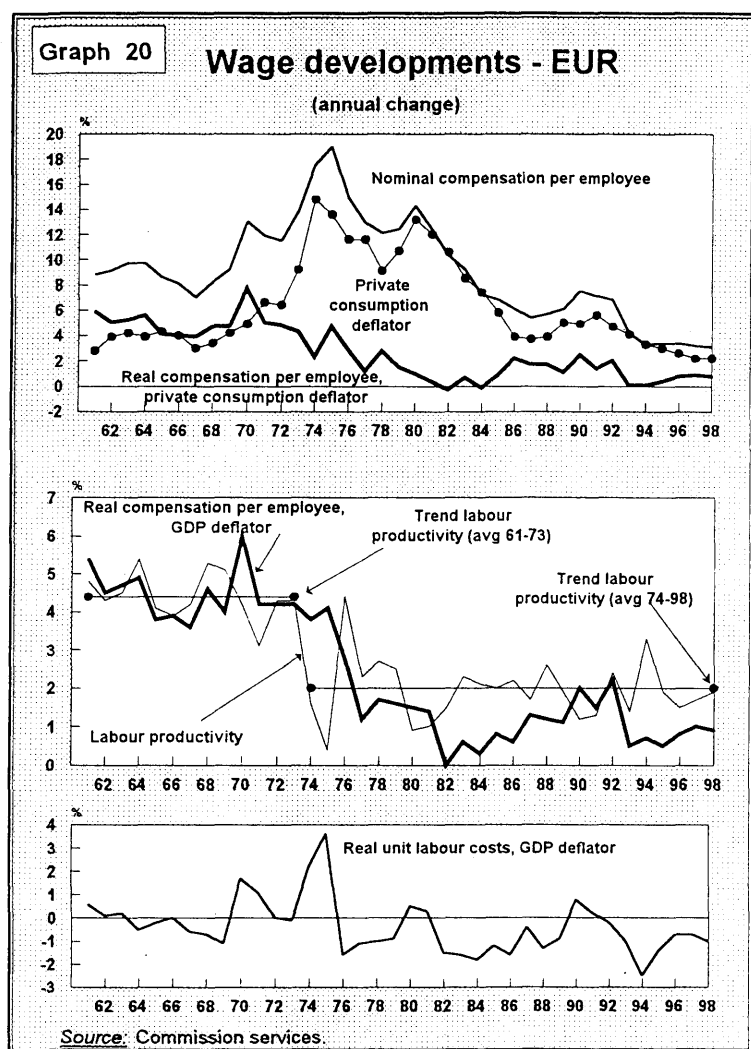 Graph 20
Wage developments - EUR
(annual change)
%
20
18
16
14
12
10
8
6
4
2
0
-2
Nominal compensation per employee
Private
consumption
deflator
Real compensation per employee,
private consumption deflator
62 64 66 68 70 72 74 76 78 80 82 84 86 88 90 92 94 96 98
%
7
6
5
4
3
2
1
0
Real compensation per employee,
GDP deflator
Trend labour
productivity (avg 61-73)
Trend labour
productivity (avg 74-98)
Labour productivity
62 64 66 68 70 72 74 76 78 80 82 84 86 88 90 92 94 96 98
%
4
3
2
1
0
-1
-2
-3
Real unit labour costs, GDP deflator
62 64 66 68 70 72 74 76 78 80 82 84 86 88 90 92 94 96 98
Source: Commission services.